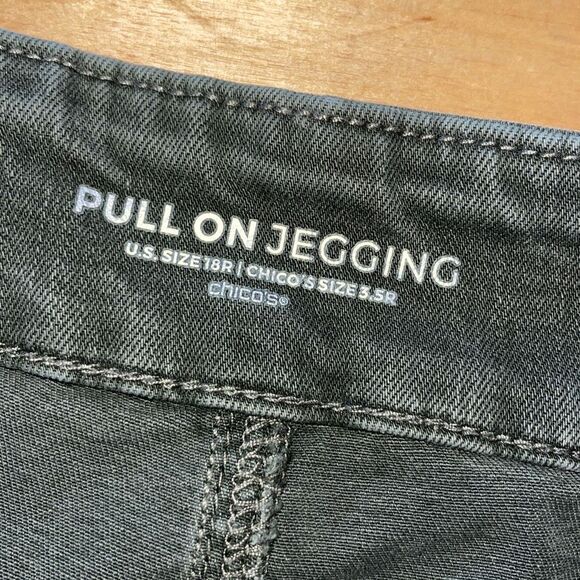 PULL ON JEGGING
U.S. SIZE 18R | CHICO'S SIZE 3.5R
chico's®